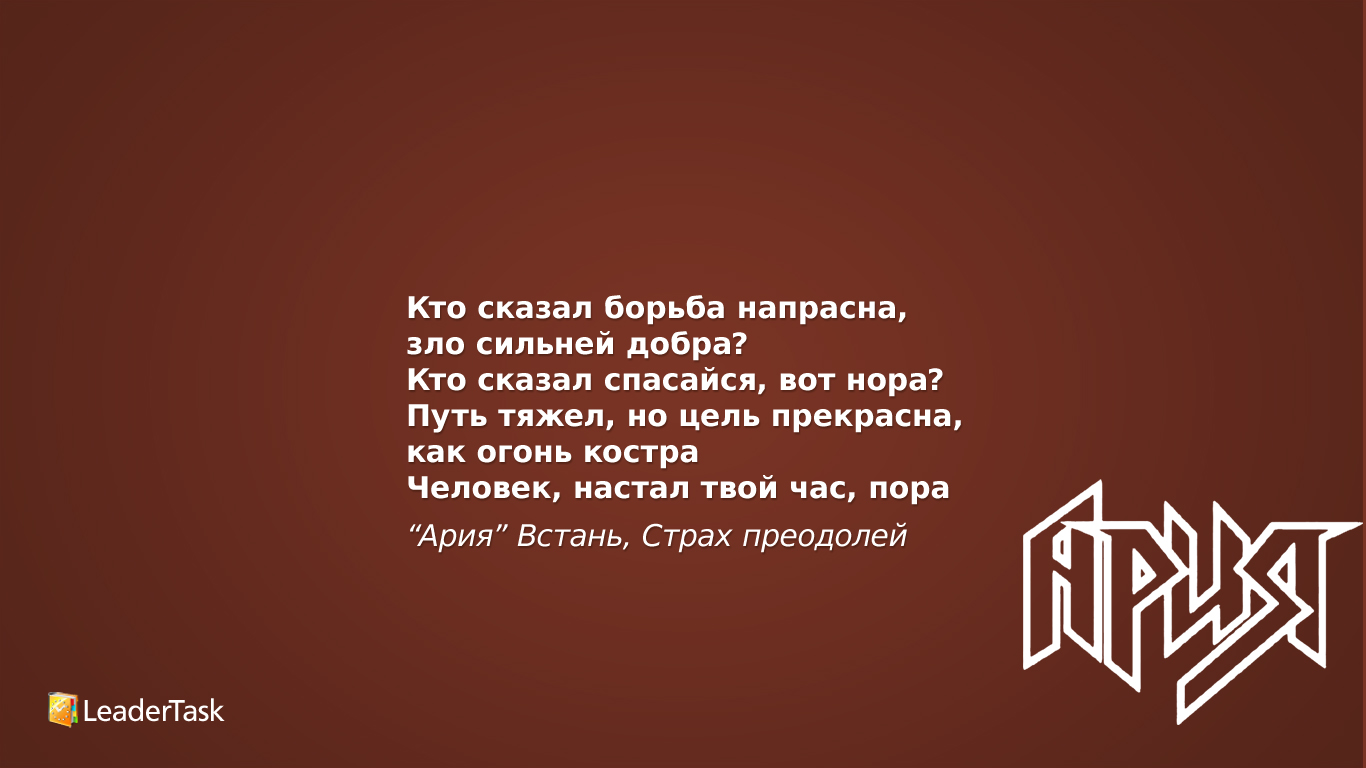 Кто сказал борьба напрасна,
зло сильней добра?
Кто сказал спасайся, вот нора?
Путь тяжел, но цель прекрасна,
как огонь костра
Человек, настал твой час, пора
“Ария” Встань, Страх преодолей
АРИЯ
LeaderTask